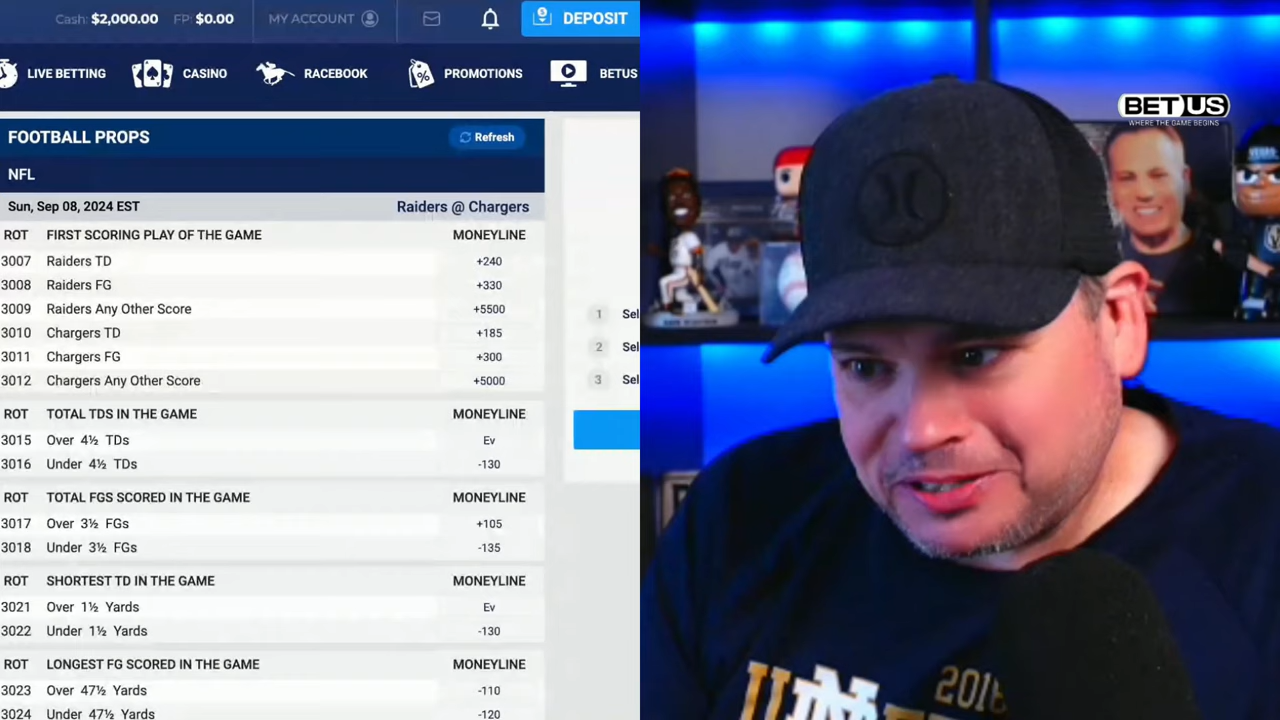 Cash: $2,000.00 FP: $0.00 MY ACCOUNT DEPOSIT
LIVE BETTING CASINO RACEBOOK PROMOTIONS BETUS
FOOTBALL PROPS Refresh
NFL
Sun, Sep 08, 2024 EST Raiders @ Chargers
ROT FIRST SCORING PLAY OF THE GAME MONEYLINE
3007 Raiders TD +240
3008 Raiders FG +330
3009 Raiders Any Other Score +5500
3010 Chargers TD +185
3011 Chargers FG +300
3012 Chargers Any Other Score +5000
ROT TOTAL TDS IN THE GAME MONEYLINE
3015 Over 4½ TDs Ev
3016 Under 4½ TDs -130
ROT TOTAL FGS SCORED IN THE GAME MONEYLINE
3017 Over 3½ FGs +105
3018 Under 3½ FGs -135
ROT SHORTEST TD IN THE GAME MONEYLINE
3021 Over 1½ Yards Ev
3022 Under 1½ Yards -130
ROT LONGEST FG SCORED IN THE GAME MONEYLINE
3023 Over 47½ Yards -110
3024 Under 47½ Yards -120
1 Sel
2 Sel
3 Sel
BETUS
WHERE THE GAME BEGINS
2018